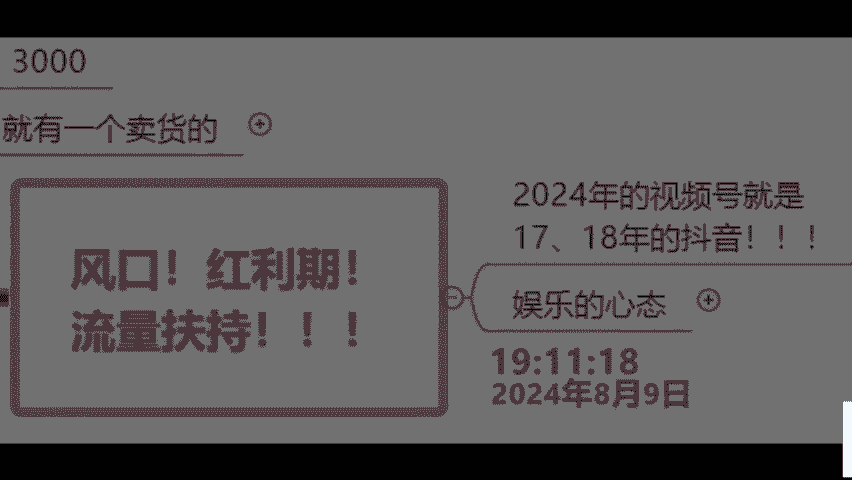 3000
就有一个卖货的
风口！红利期！
流量扶持！！！
2024年的视频号就是
17、18年的抖音！！！
娱乐的心态
19:11:18
2024年8月9日